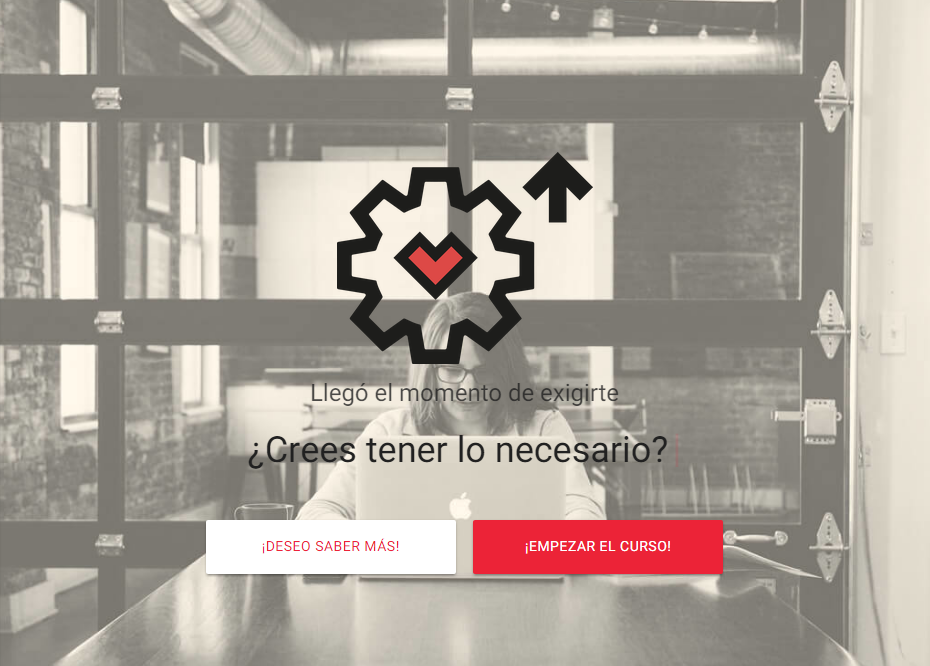 Llegó el momento de exigirte
¿Crees tener lo necesario?
¡DESEO SABER MÁS!
¡EMPEZAR EL CURSO!